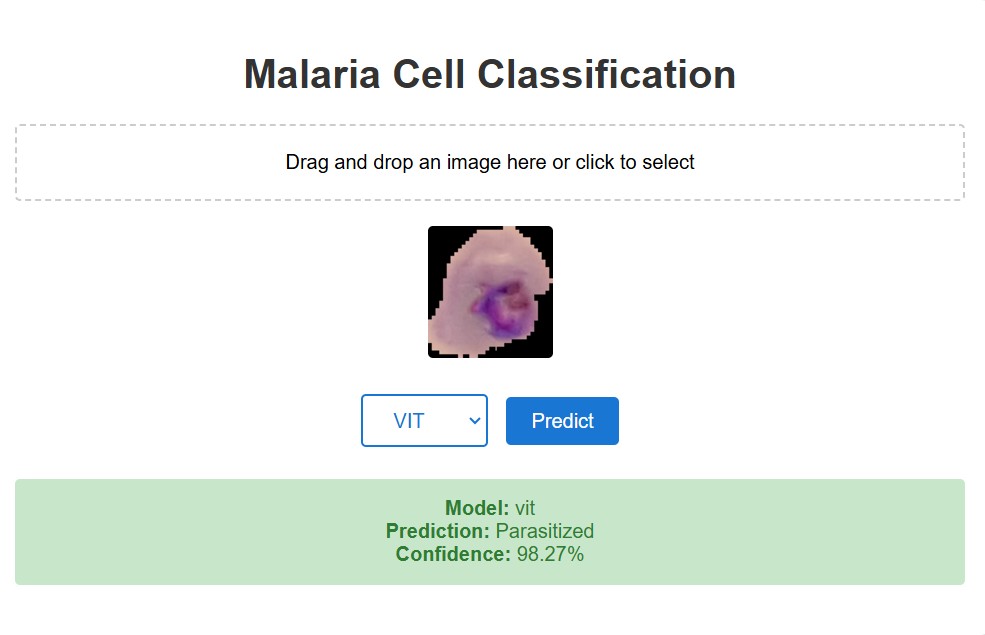 Malaria Cell Classification
Drag and drop an image here or click to select
VIT
Predict
Model: vit
Prediction: Parasitized
Confidence: 98.27%